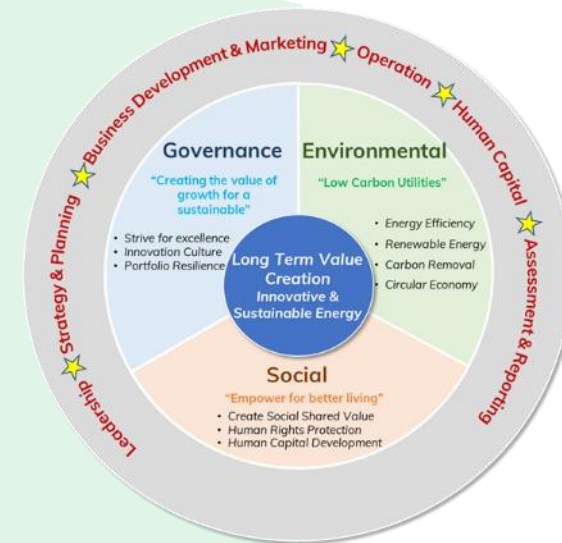 Leadership
Strategy & Planning
Business Development & Marketing
Operation
Human Capital
Assessment & Reporting
Governance
"Creating the value of
growth for a
sustainable"
• Strive for excellence
• Innovation Culture
• Portfolio Resilience
Environmental
"Low Carbon Utilities"
• Energy Efficiency
• Renewable Energy
• Carbon Removal
• Circular Economy
Long Term Value
Creation
Innovative &
Sustainable Energy
Social
"Empower for better living"
• Create Social Shared Value
• Human Rights Protection
• Human Capital Development